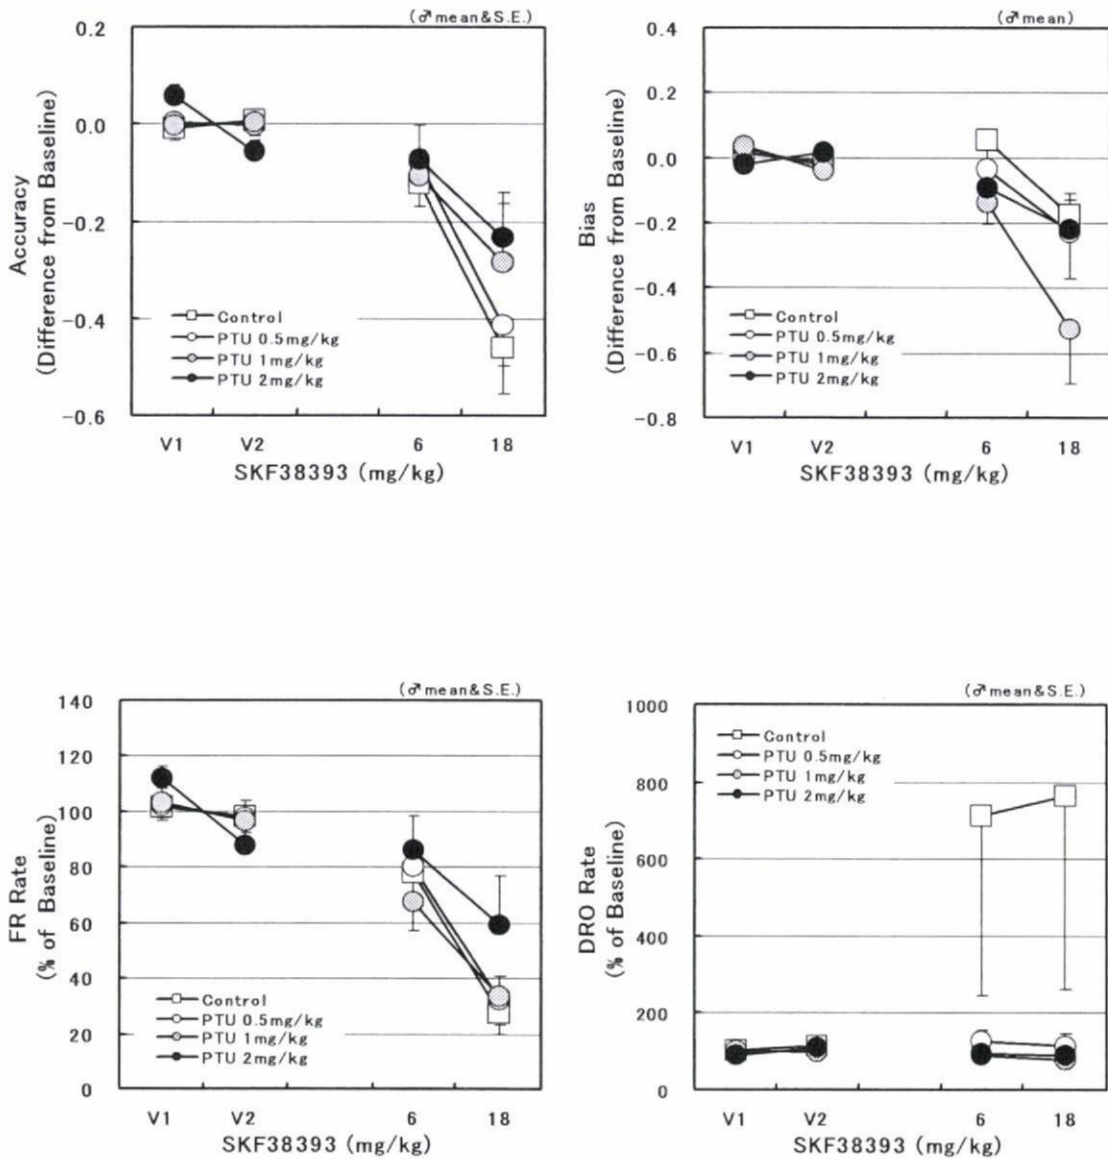 (♂mean&S.E.)
0.2
0.0
-0.2
-0.4
-0.6
Accuracy
(Difference from Baseline)
Control
PTU 0.5mg/kg
PTU 1mg/kg
PTU 2mg/kg
V1 V2 6 18
SKF38393 (mg/kg)
(♂mean)
0.4
0.2
0.0
-0.2
-0.4
-0.6
-0.8
Bias
(Difference from Baseline)
Control
PTU 0.5mg/kg
PTU 1mg/kg
PTU 2mg/kg
V1 V2 6 18
SKF38393 (mg/kg)
(♂mean&S.E.)
140
120
100
80
60
40
20
0
FR Rate
(% of Baseline)
Control
PTU 0.5mg/kg
PTU 1mg/kg
PTU 2mg/kg
V1 V2 6 18
SKF38393 (mg/kg)
(♂mean&S.E.)
1000
800
600
400
200
0
DRO Rate
(% of Baseline)
Control
PTU 0.5mg/kg
PTU 1mg/kg
PTU 2mg/kg
V1 V2 6 18
SKF38393 (mg/kg)